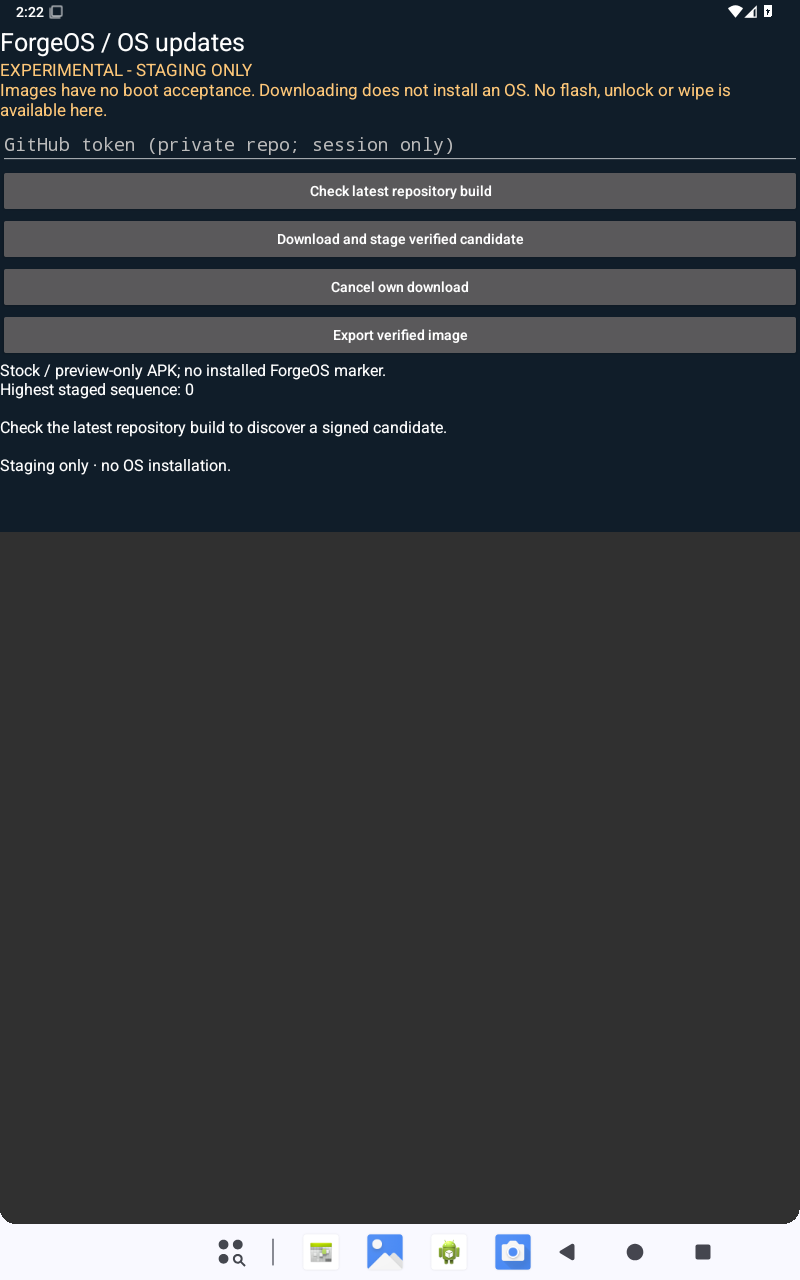 2:22
ForgeOS / OS updates
EXPERIMENTAL - STAGING ONLY
Images have no boot acceptance. Downloading does not install an OS. No flash, unlock or wipe is
available here.
GitHub token (private repo; session only)
Check latest repository build
Download and stage verified candidate
Cancel own download
Export verified image
Stock / preview-only APK; no installed ForgeOS marker.
Highest staged sequence: 0
Check the latest repository build to discover a signed candidate.
Staging only · no OS installation.